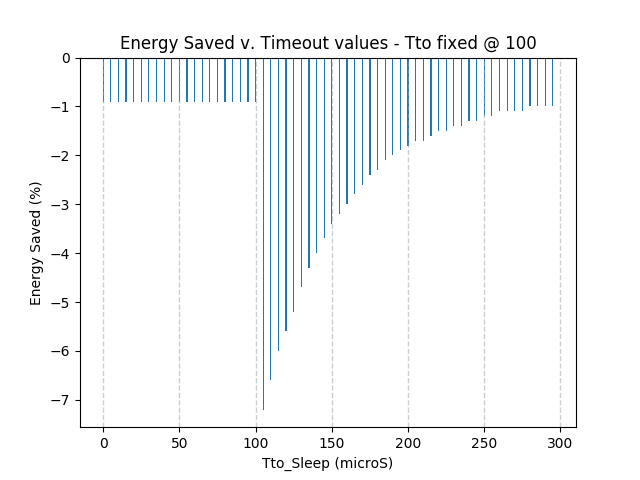 Energy Saved v. Timeout values - Tto fixed @ 100
0
−1
−2
−3
−4
−5
−6
−7
Energy Saved (%)
0 50 100 150 200 250 300
Tto_Sleep (microS)